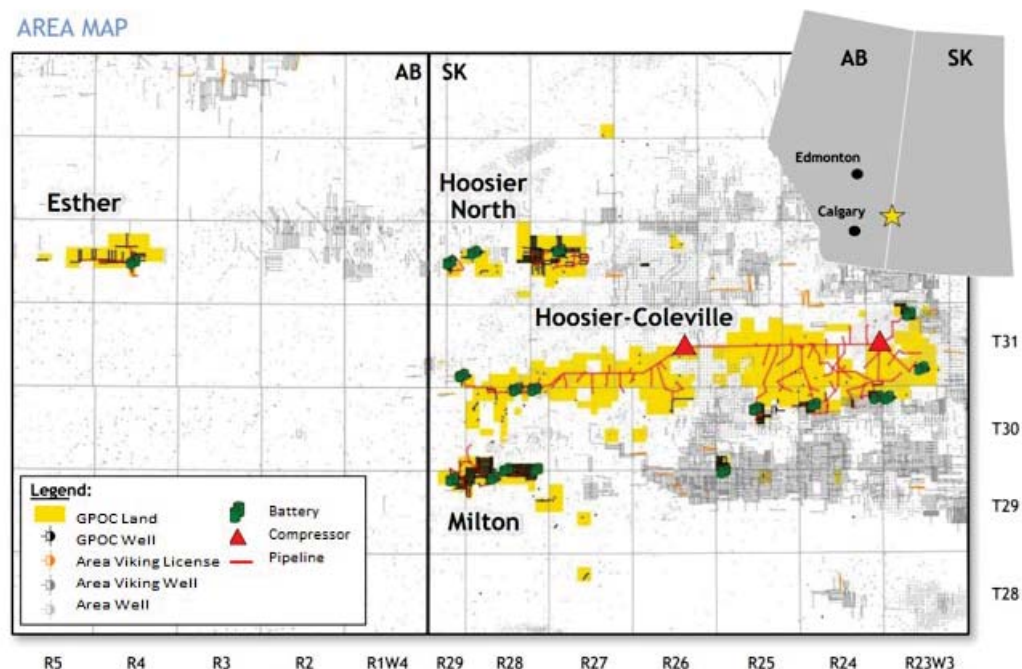 AREA MAP
AB SK
AB SK
Edmonton
Calgary
Esther
Hoosier
North
Hoosier-Coleville
Milton
T31
T30
T29
T28
Legend:
GPOC Land
GPOC Well
Area Viking License
Area Viking Well
Area Well
Battery
Compressor
Pipeline
R5 R4 R3 R2 R1W4 R29 R28 R27 R26 R25 R24 R23W3